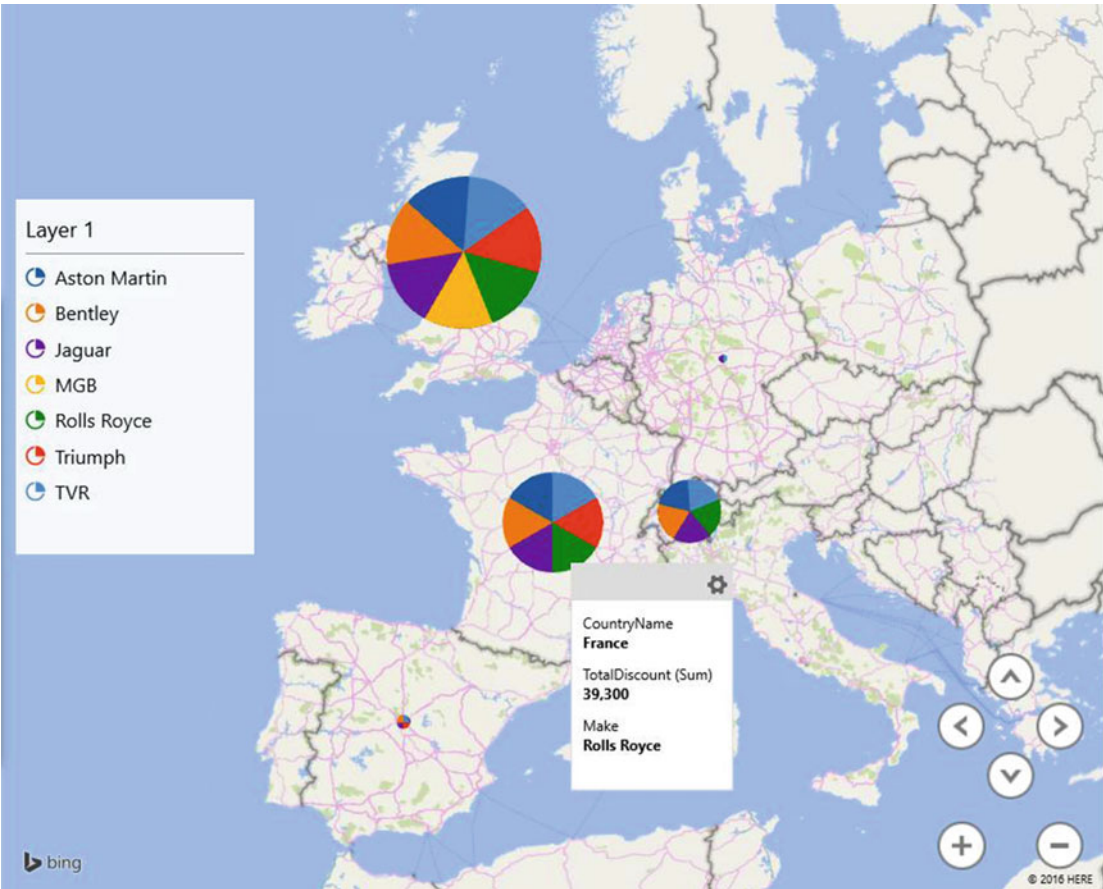 Layer 1
Aston Martin
Bentley
Jaguar
MGB
Rolls Royce
Triumph
TVR
CountryName
France
TotalDiscount (Sum)
39,300
Make
Rolls Royce
bing
© 2016 HERE